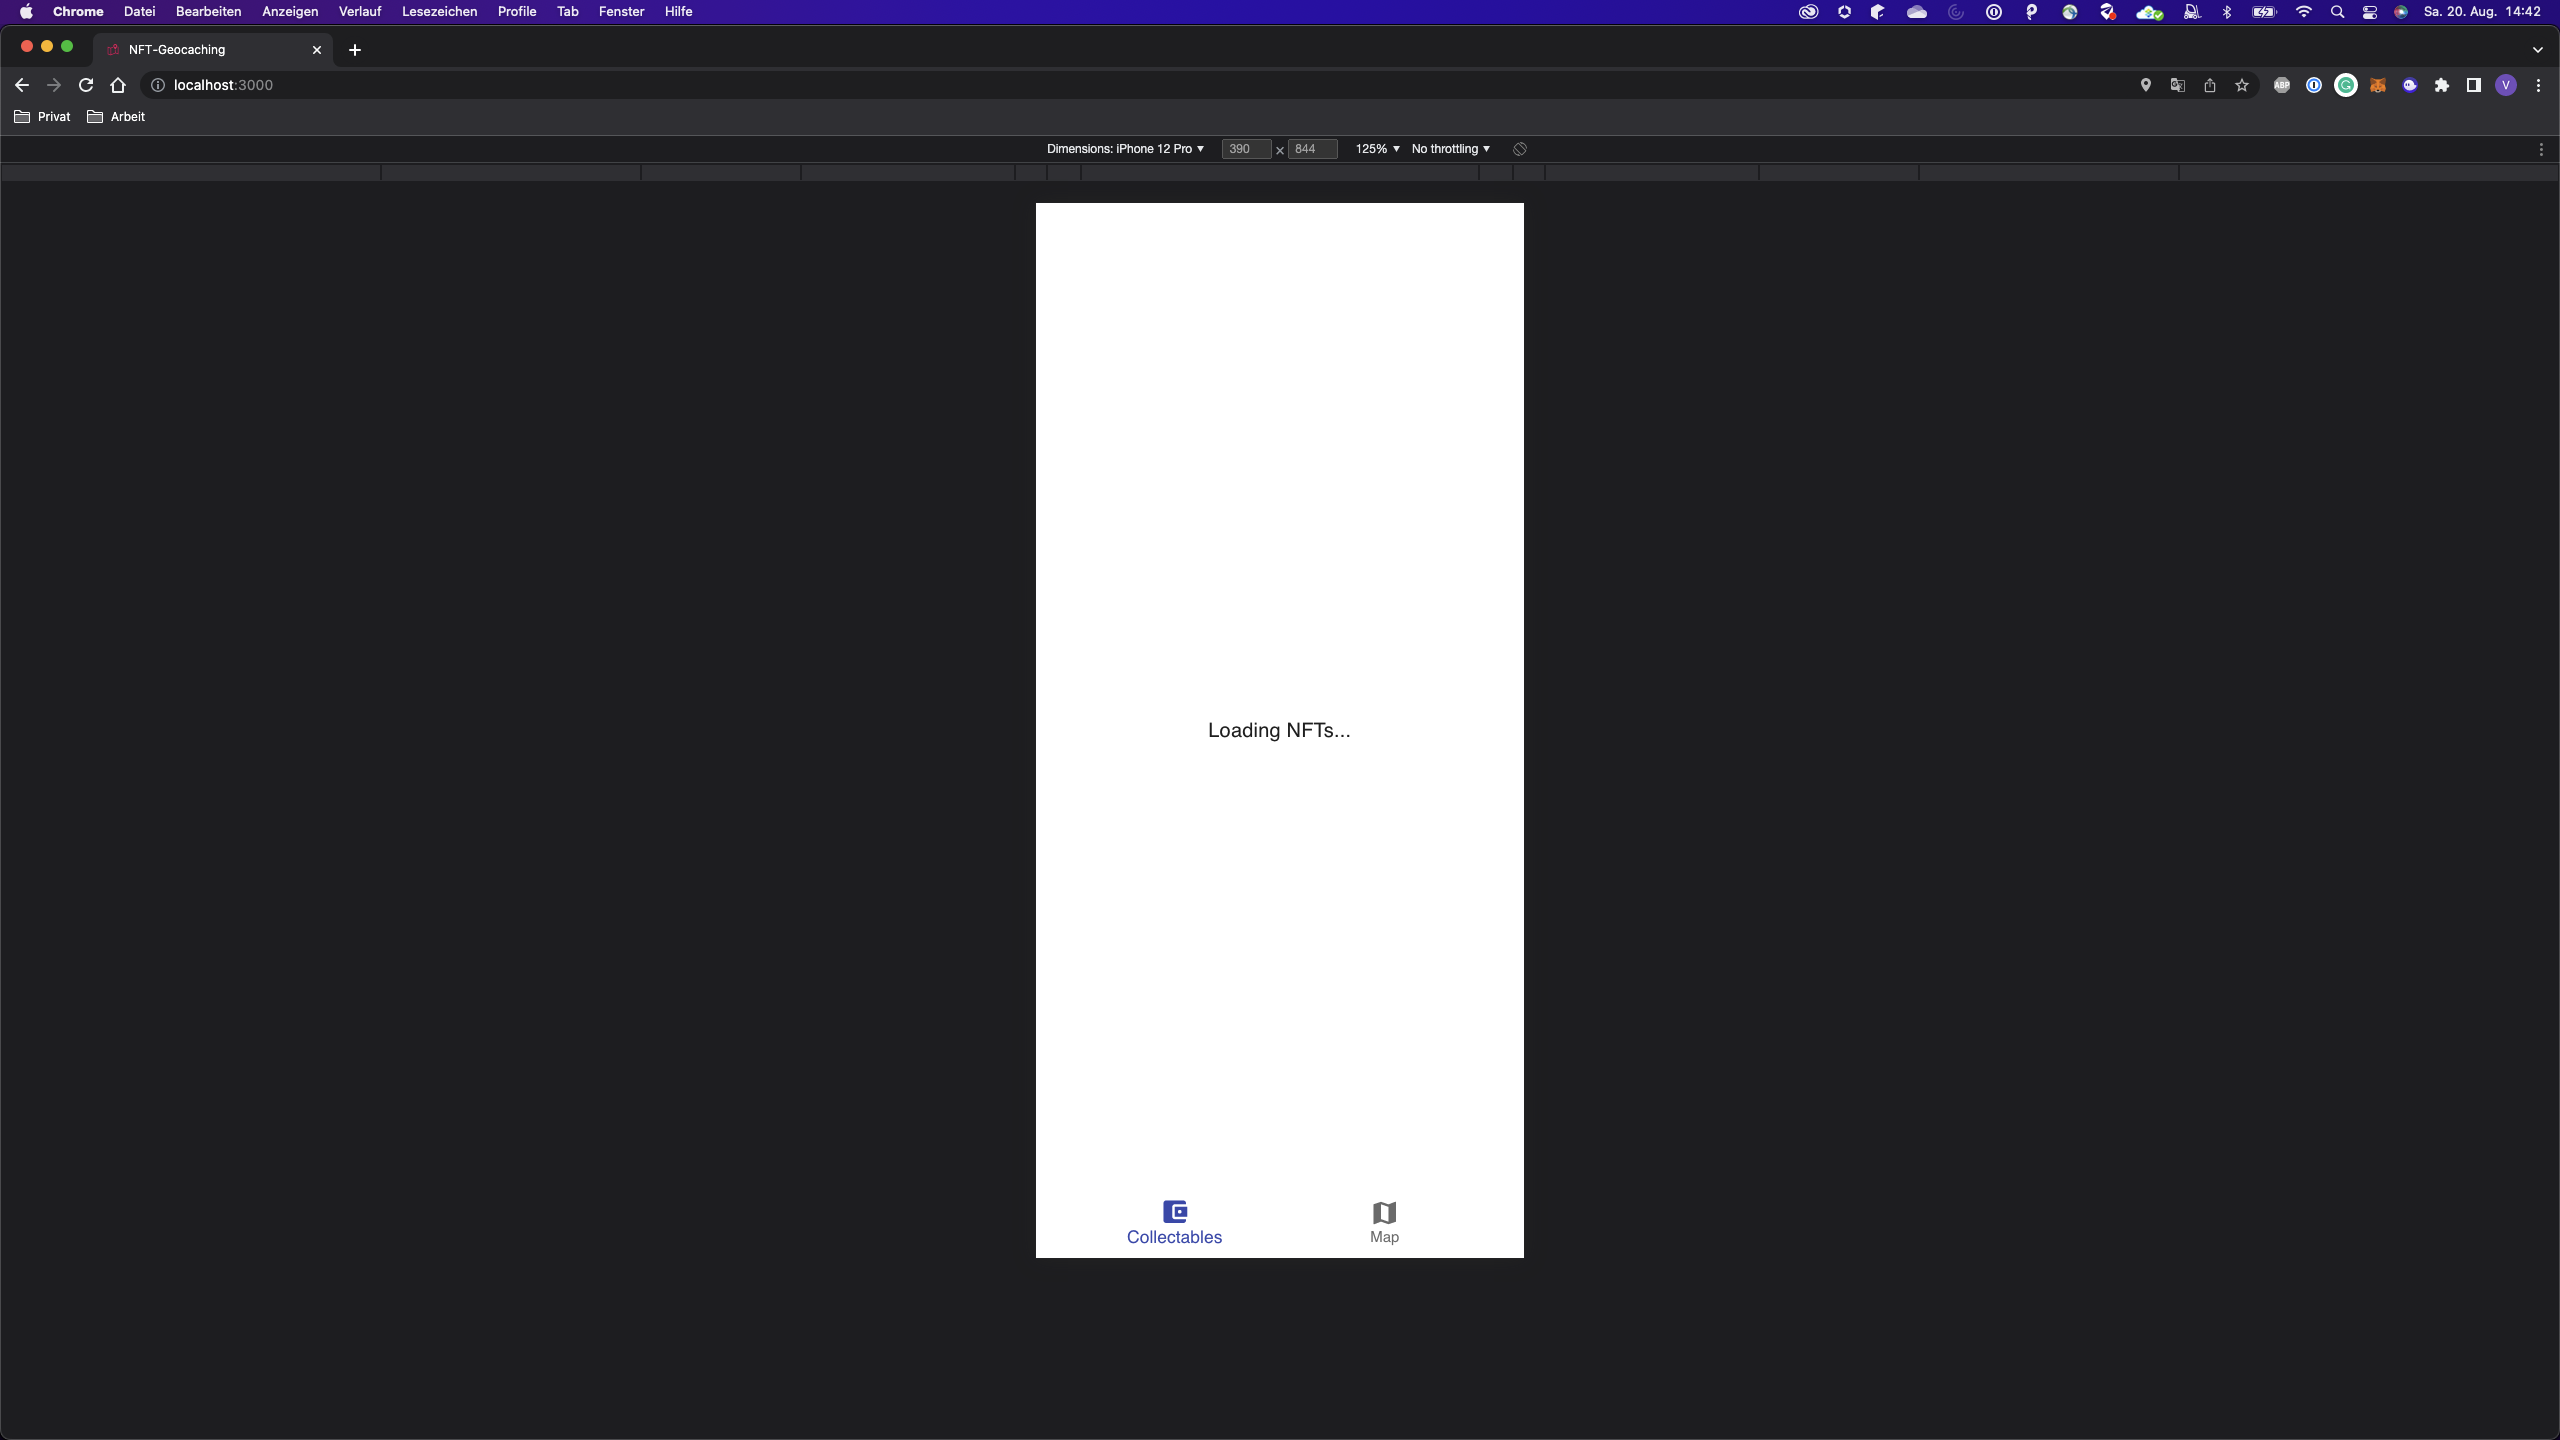 Chrome Datei Bearbeiten Anzeigen Verlauf Lesezeichen Profile Tab Fenster Hilfe Sa. 20. Aug. 14:42
NFT-Geocaching
localhost:3000
ABP
V
Privat Arbeit
Dimensions: iPhone 12 Pro 390 × 844 125% No throttling
Loading NFTs...
Collectables Map